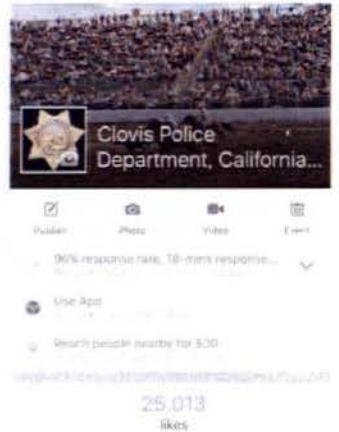 Clovis Police
Department, California...
Publish
Photo
Video
Event
96% response rate, 18-mins response...
Use App
Reach people nearby for $20
25,013
likes